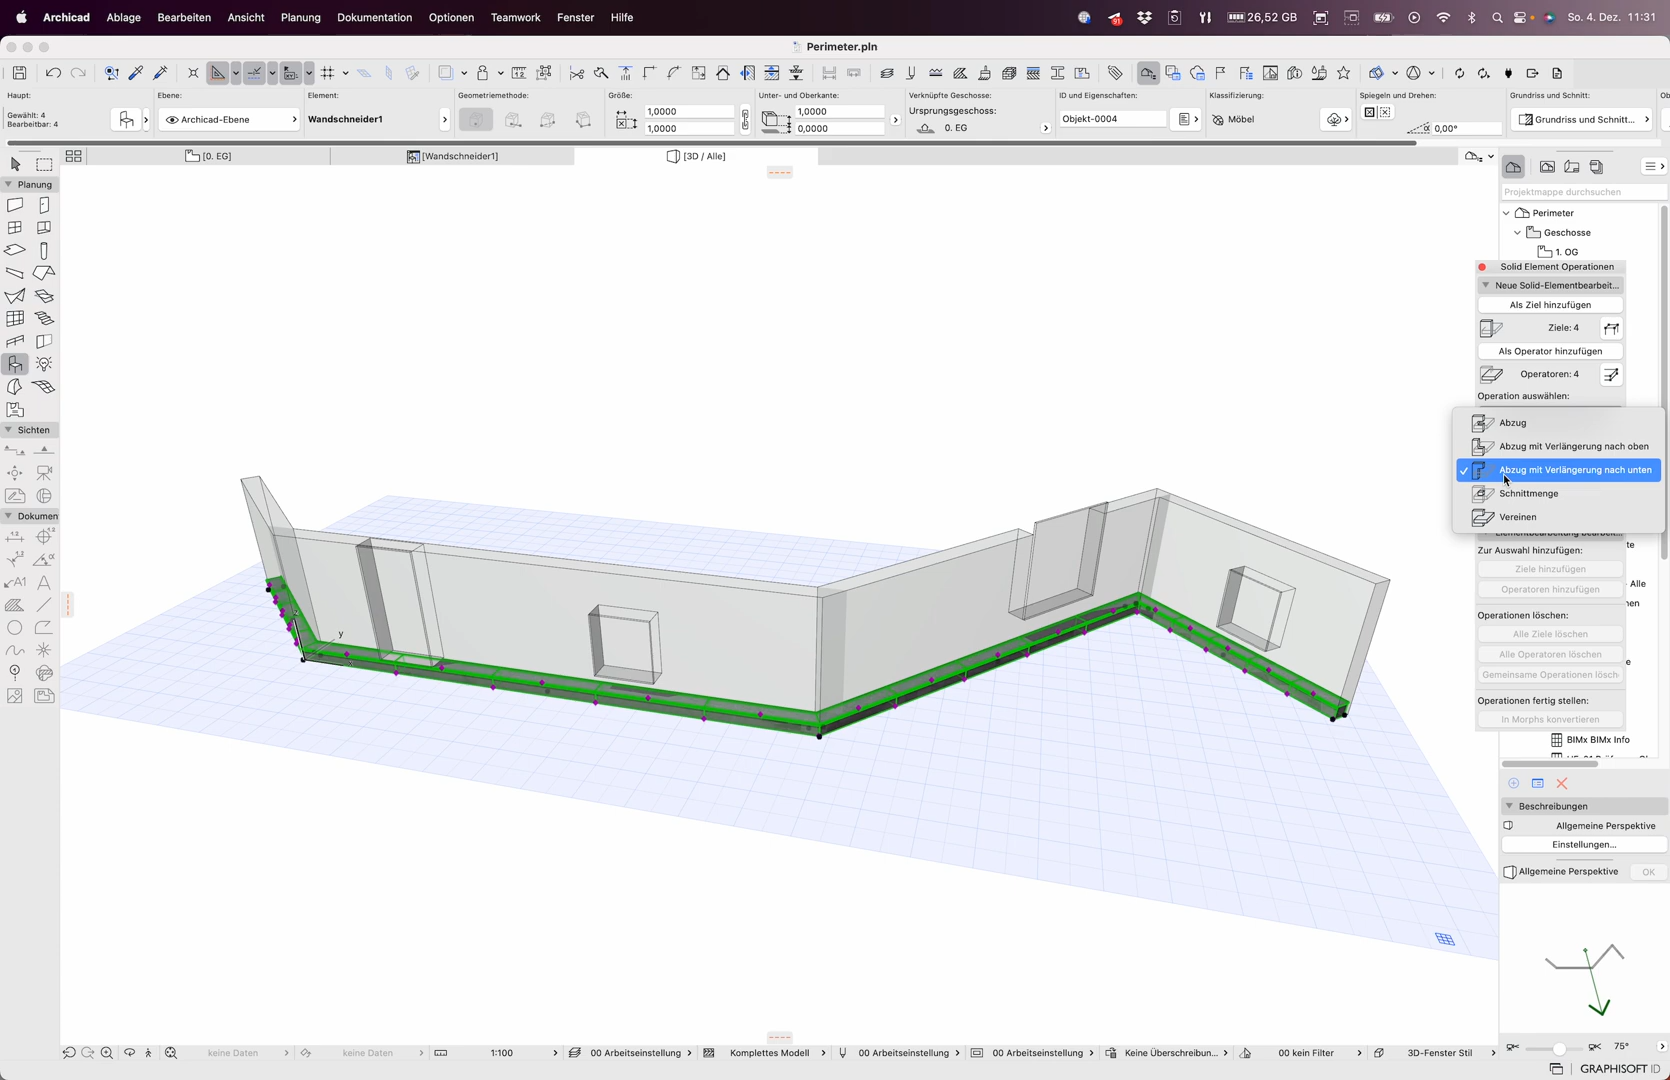 Archicad Ablage Bearbeiten Ansicht Planung Dokumentation Optionen Teamwork Fenster Hilfe
91 26,52 GB So. 4. Dez. 11:31
Perimeter.pln
Haupt: Ebene: Element: Geometriemethode: Größe: Unter- und Oberkante: Verknüpfte Geschosse: ID und Eigenschaften: Klassifizierung: Spiegeln und Drehen: Grundriss und Schnitt:
Gewählt: 4
Bearbeitbar: 4
Archicad-Ebene
Wandschneider1
1,0000
1,0000
1,0000
0,0000
Ursprungsgeschoss:
0. EG
Objekt-0004
Möbel
0,00°
Grundriss und Schnitt...
[0. EG] [Wandschneider1] [3D / Alle]
Planung
Sichten
Dokumen
Projektmappe durchsuchen
Perimeter
Geschosse
1. OG
Solid Element Operationen
Neue Solid-Elementbearbeit...
Als Ziel hinzufügen
Ziele: 4
Als Operator hinzufügen
Operatoren: 4
Operation auswählen:
Abzug
Abzug mit Verlängerung nach oben
Abzug mit Verlängerung nach unten
Schnittmenge
Vereinen
Zur Auswahl hinzufügen:
Ziele hinzufügen
Alle
Operatoren hinzufügen
Operationen löschen:
Alle Ziele löschen
Alle Operatoren löschen
Gemeinsame Operationen lösch
Operationen fertig stellen:
In Morphs konvertieren
BIMx BIMx Info
Beschreibungen
Allgemeine Perspektive
Einstellungen...
Allgemeine Perspektive OK
y
keine Daten keine Daten 1:100 00 Arbeitseinstellung Komplettes Modell 00 Arbeitseinstellung 00 Arbeitseinstellung Keine Überschreibun... 00 kein Filter 3D-Fenster Stil 75°
GRAPHISOFT ID